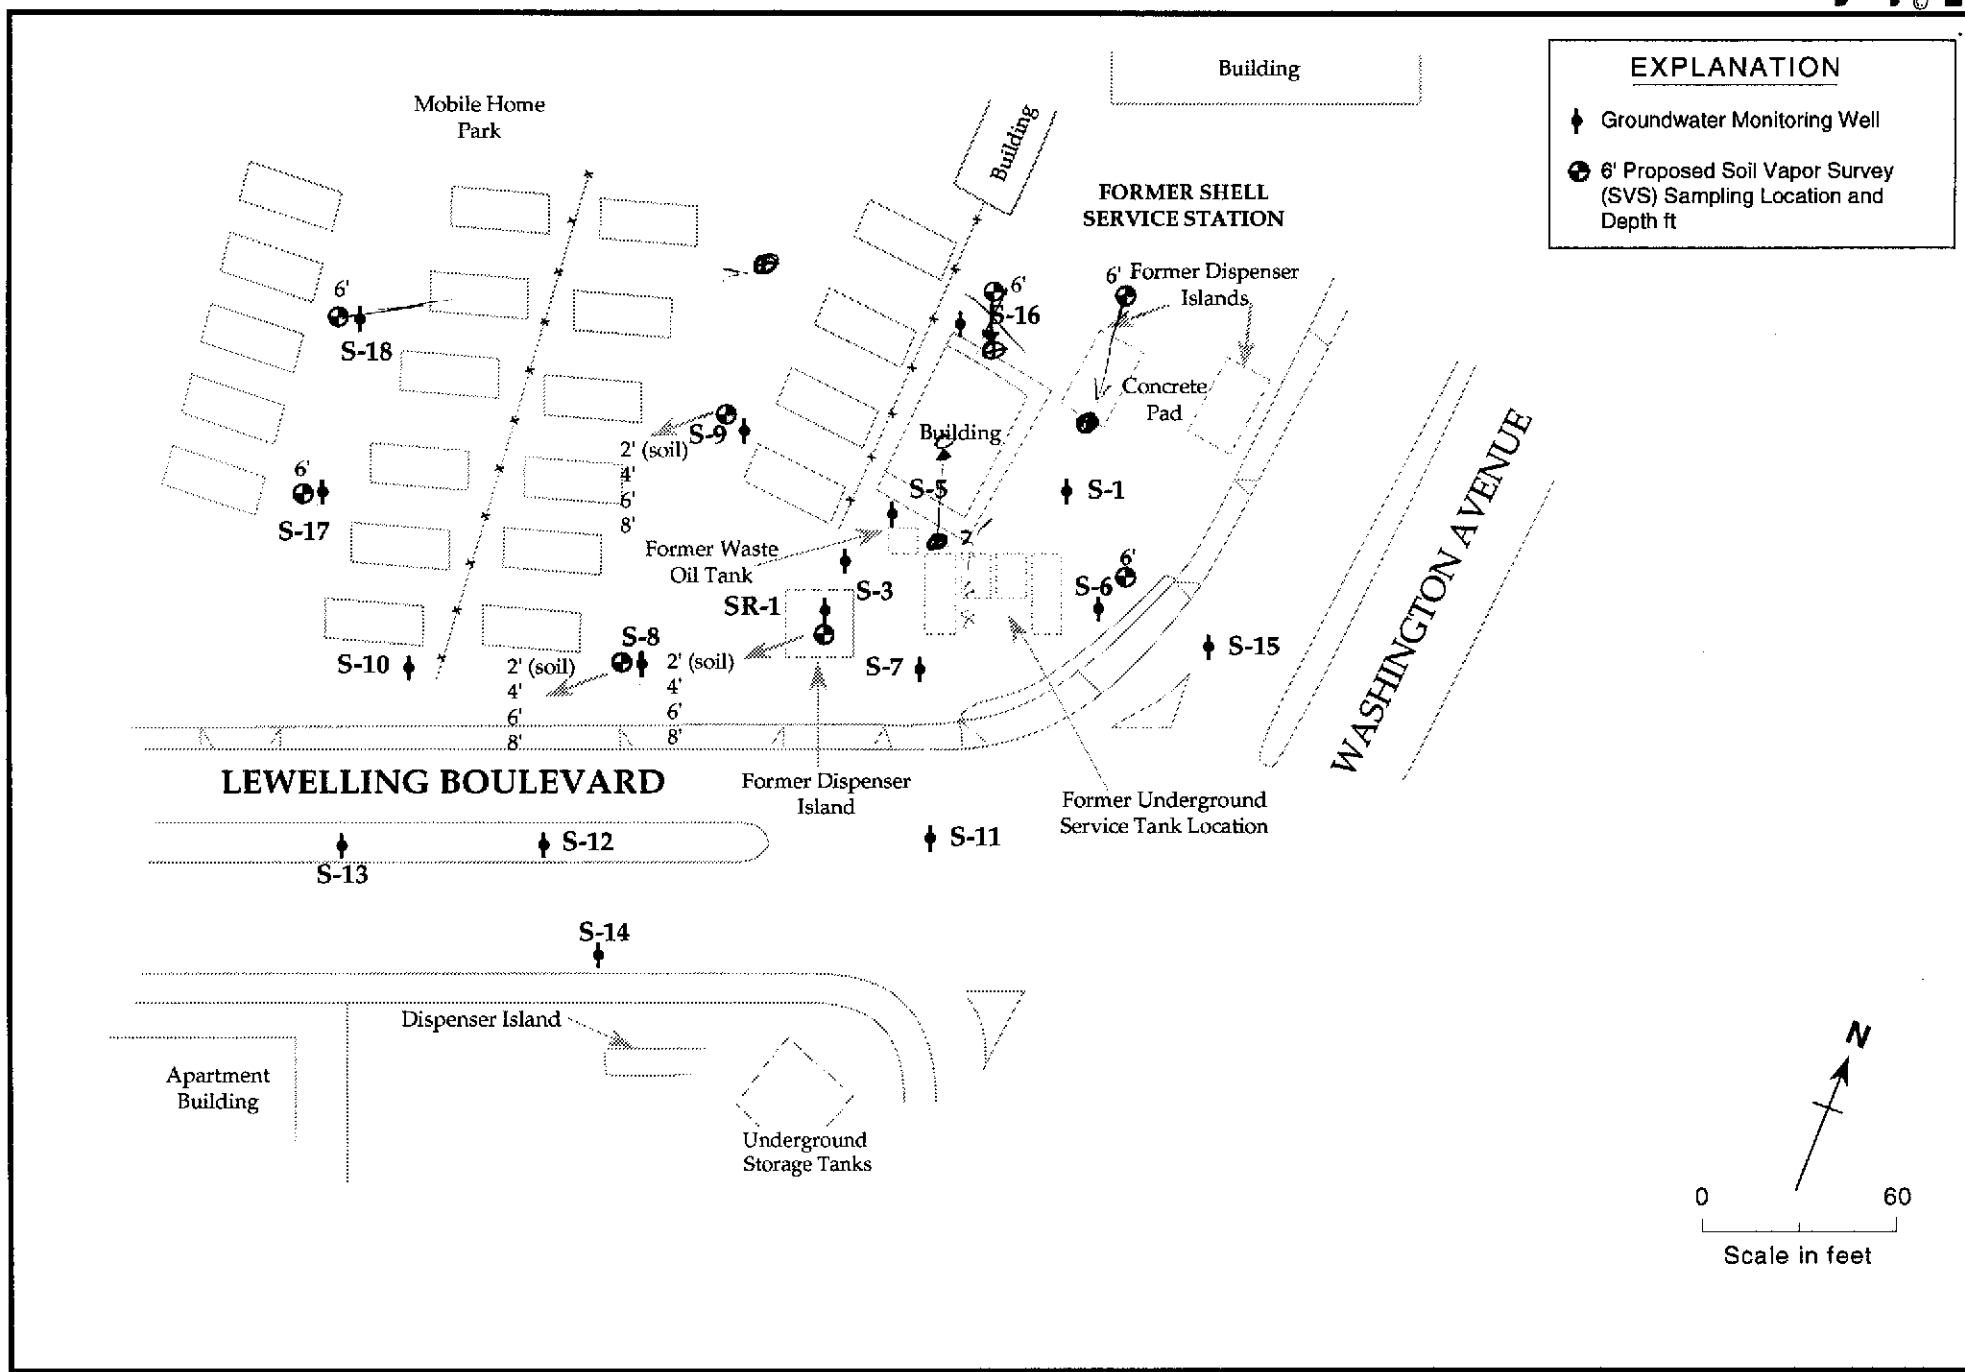 Building
EXPLANATION
Groundwater Monitoring Well
6' Proposed Soil Vapor Survey
(SVS) Sampling Location and
Depth ft
Mobile Home
Park
Building
FORMER SHELL
SERVICE STATION
6'
S-18
6'
S-16
6'
Former Dispenser
Islands
Concrete
Pad
S-9
2' (soil)
4'
6'
8'
Building
6'
S-17
S-5
S-1
Former Waste
Oil Tank
S-3
SR-1
6'
S-6
S-15
S-10
S-8
2' (soil)
4'
6'
8'
2' (soil)
4'
6'
8'
S-7
WASHINGTON AVENUE
LEWELLING BOULEVARD
Former Dispenser
Island
Former Underground
Service Tank Location
S-13
S-12
S-11
S-14
Dispenser Island
Apartment
Building
Underground
Storage Tanks
N
0 60
Scale in feet